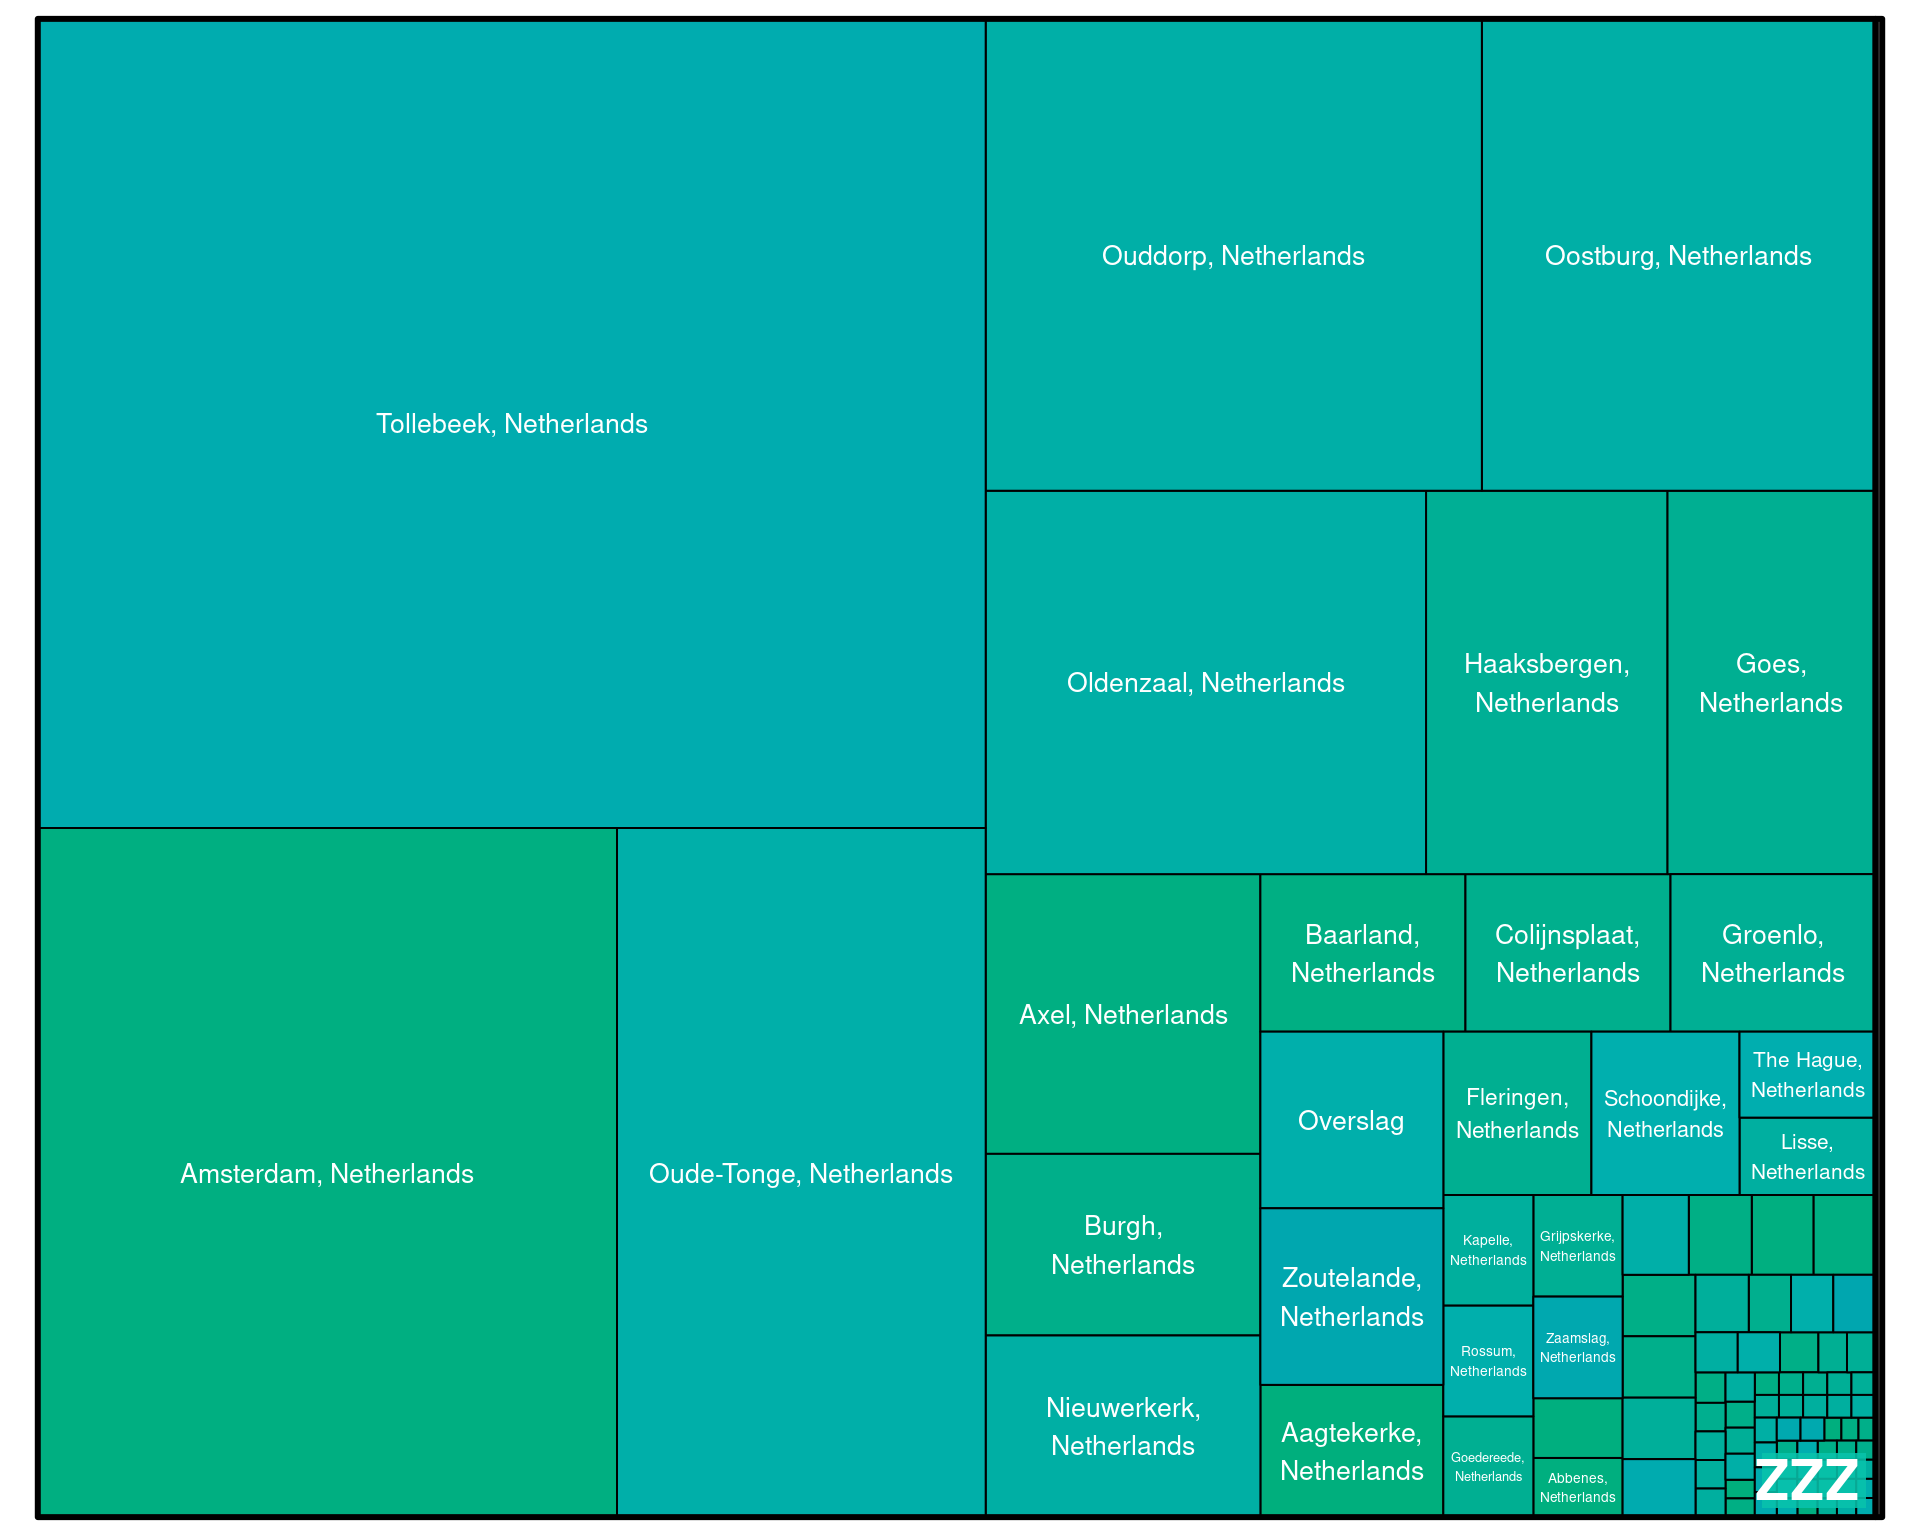 Tollebeek, Netherlands
Ouddorp, Netherlands
Oostburg, Netherlands
Oldenzaal, Netherlands
Haaksbergen,
Netherlands
Goes,
Netherlands
Amsterdam, Netherlands
Oude-Tonge, Netherlands
Axel, Netherlands
Baarland,
Netherlands
Colijnsplaat,
Netherlands
Groenlo,
Netherlands
Overslag
Fleringen,
Netherlands
Schoondijke,
Netherlands
The Hague,
Netherlands
Lisse,
Netherlands
Burgh,
Netherlands
Zoutelande,
Netherlands
Kapelle,
Netherlands
Grijpskerke,
Netherlands
Rossum,
Netherlands
Zaamslag,
Netherlands
Nieuwerkerk,
Netherlands
Aagtekerke,
Netherlands
Goedereede,
Netherlands
Abbenes,
Netherlands
ZZZ